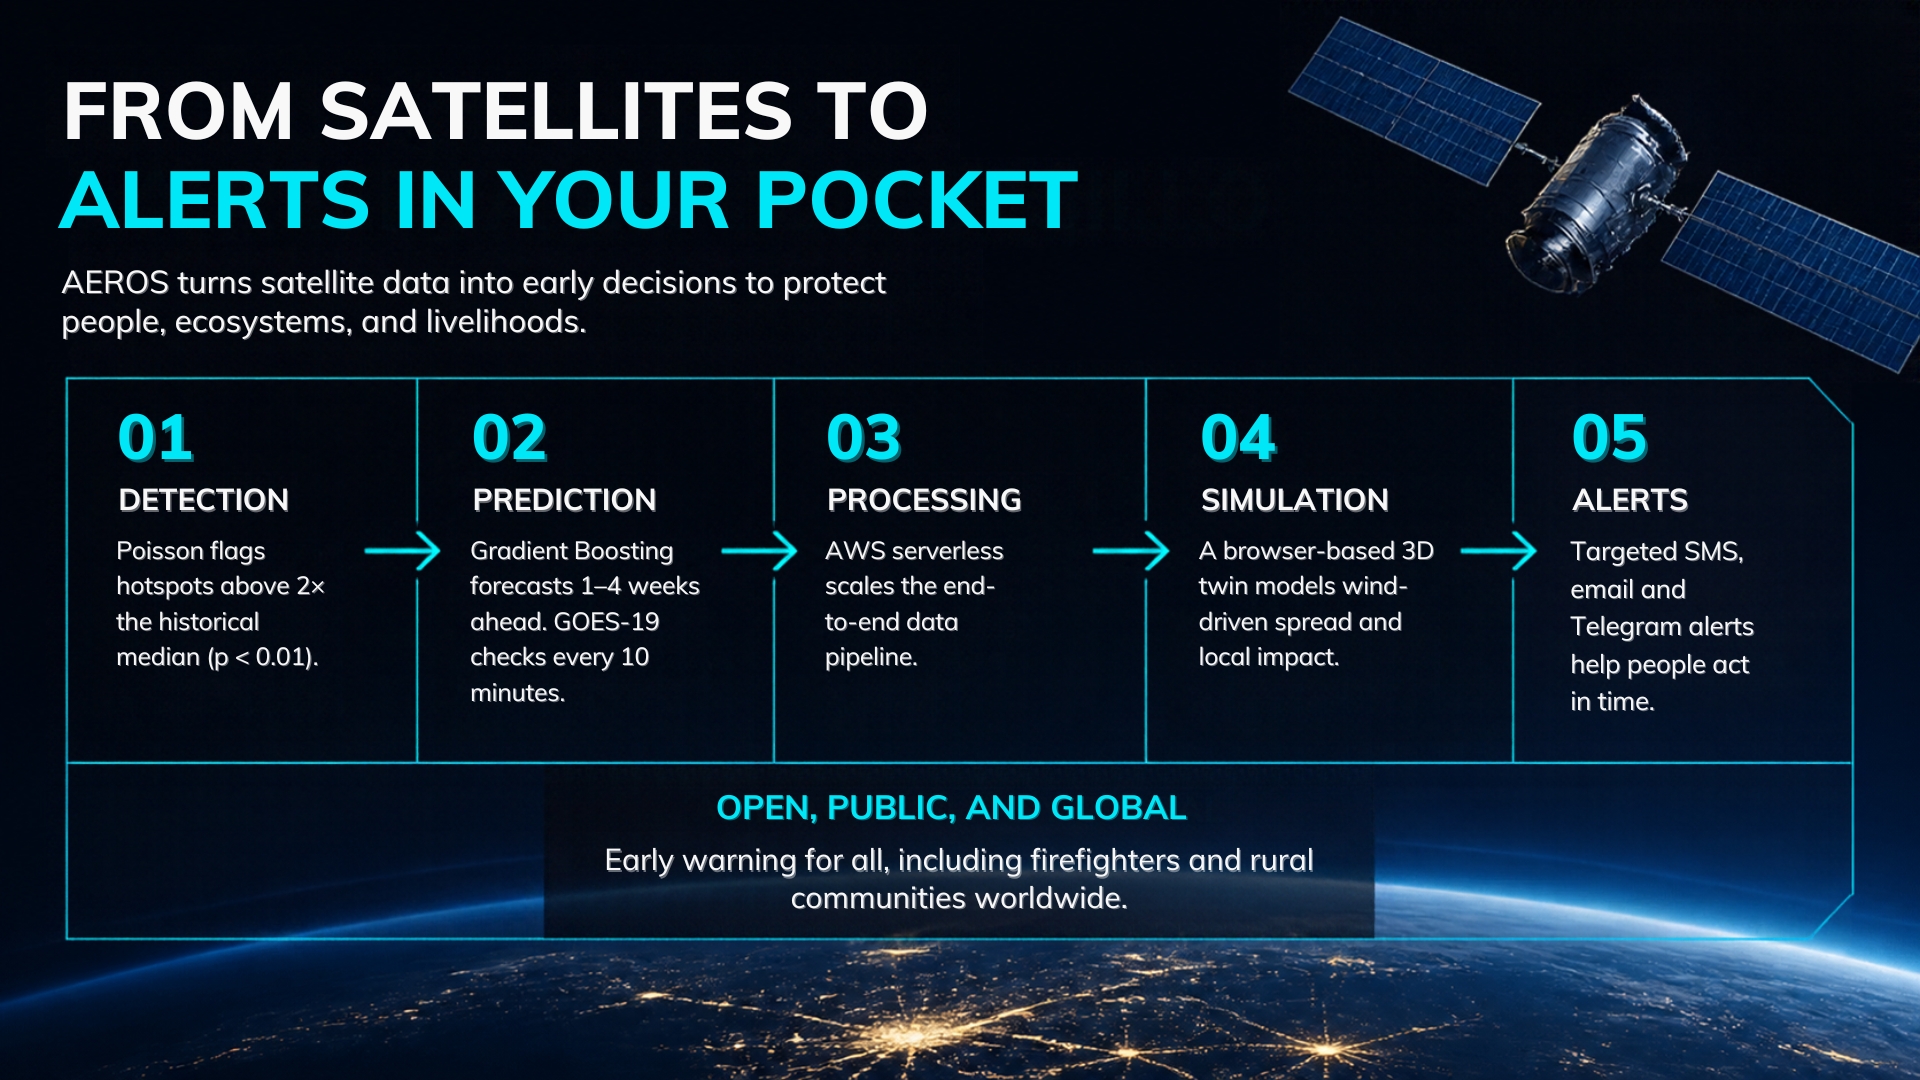 FROM SATELLITES TO
ALERTS IN YOUR POCKET
AEROS turns satellite data into early decisions to protect
people, ecosystems, and livelihoods.
01
DETECTION
Poisson flags
hotspots above 2×
the historical
median (p < 0.01).
02
PREDICTION
Gradient Boosting
forecasts 1–4 weeks
ahead. GOES-19
checks every 10
minutes.
03
PROCESSING
AWS serverless
scales the end-
to-end data
pipeline.
04
SIMULATION
A browser-based 3D
twin models wind-
driven spread and
local impact.
05
ALERTS
Targeted SMS,
email and
Telegram alerts
help people act
in time.
OPEN, PUBLIC, AND GLOBAL
Early warning for all, including firefighters and rural
communities worldwide.